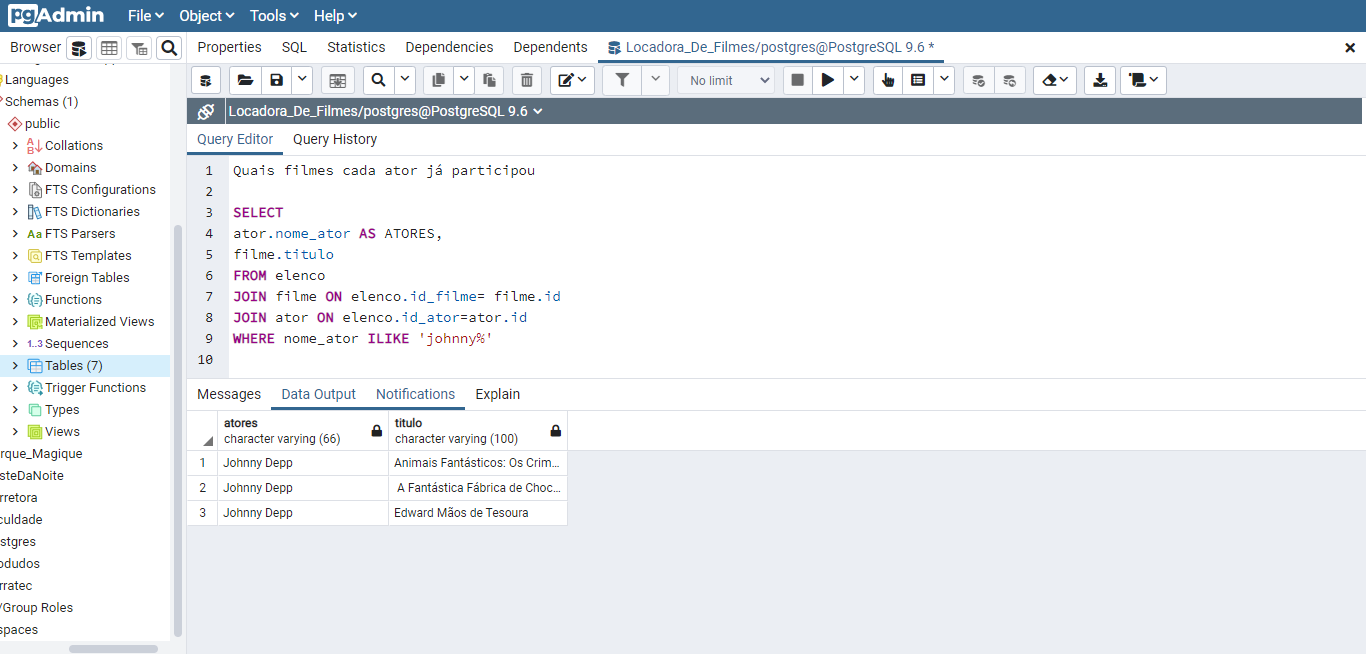 pgAdmin File Object Tools Help
Browser Properties SQL Statistics Dependencies Dependents Locadora_De_Filmes/postgres@PostgreSQL 9.6 *
No limit
Locadora_De_Filmes/postgres@PostgreSQL 9.6
Query Editor Query History
Languages
Schemas (1)
public
Collations
Domains
FTS Configurations
FTS Dictionaries
Aa FTS Parsers
FTS Templates
Foreign Tables
Functions
Materialized Views
1..3 Sequences
Tables (7)
Trigger Functions
Types
Views
rque_Magique
steDaNoite
rretora
culdade
stgres
odudos
rratec
/Group Roles
spaces
1 Quais filmes cada ator já participou
2
3 SELECT
4 ator.nome_ator AS ATORES,
5 filme.titulo
6 FROM elenco
7 JOIN filme ON elenco.id_filme= filme.id
8 JOIN ator ON elenco.id_ator=ator.id
9 WHERE nome_ator ILIKE 'johnny%'
10
Messages Data Output Notifications Explain
atores titulo
character varying (66) character varying (100)
1 Johnny Depp Animais Fantásticos: Os Crim...
2 Johnny Depp A Fantástica Fábrica de Choc...
3 Johnny Depp Edward Mãos de Tesoura